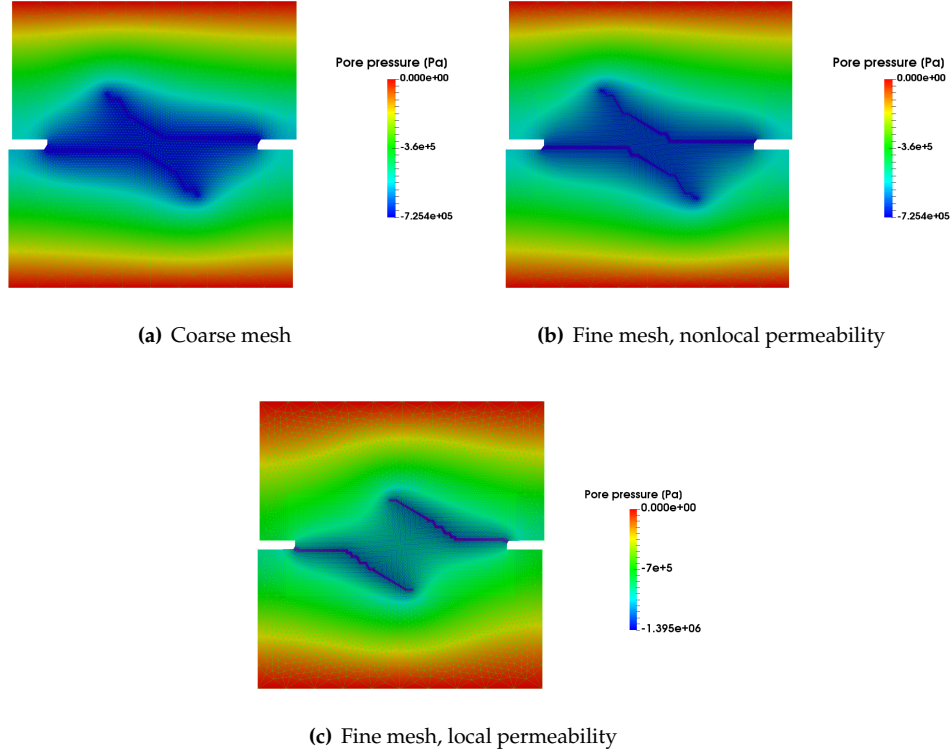 Pore pressure (Pa)
0.000e+00
-3.6e+5
-7.254e+05
Pore pressure (Pa)
0.000e+00
-3.6e+5
-7.254e+05
(a) Coarse mesh
(b) Fine mesh, nonlocal permeability
Pore pressure (Pa)
0.000e+00
-7e+5
-1.395e+06
(c) Fine mesh, local permeability